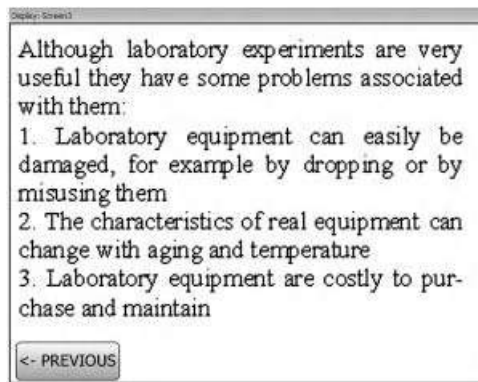 Display: Screen3
Although laboratory experiments are very
useful they have some problems associated
with them:
1. Laboratory equipment can easily be
damaged, for example by dropping or by
misusing them
2. The characteristics of real equipment can
change with aging and temperature
3. Laboratory equipment are costly to pur-
chase and maintain
<- PREVIOUS